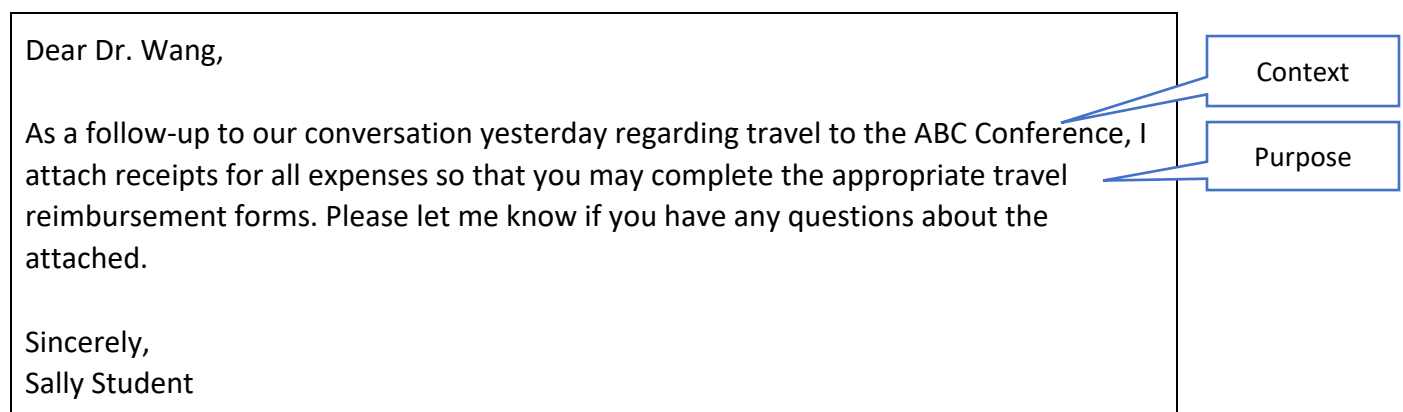 Dear Dr. Wang,
Context
As a follow-up to our conversation yesterday regarding travel to the ABC Conference, I
attach receipts for all expenses so that you may complete the appropriate travel
Purpose
reimbursement forms. Please let me know if you have any questions about the
attached.
Sincerely,
Sally Student